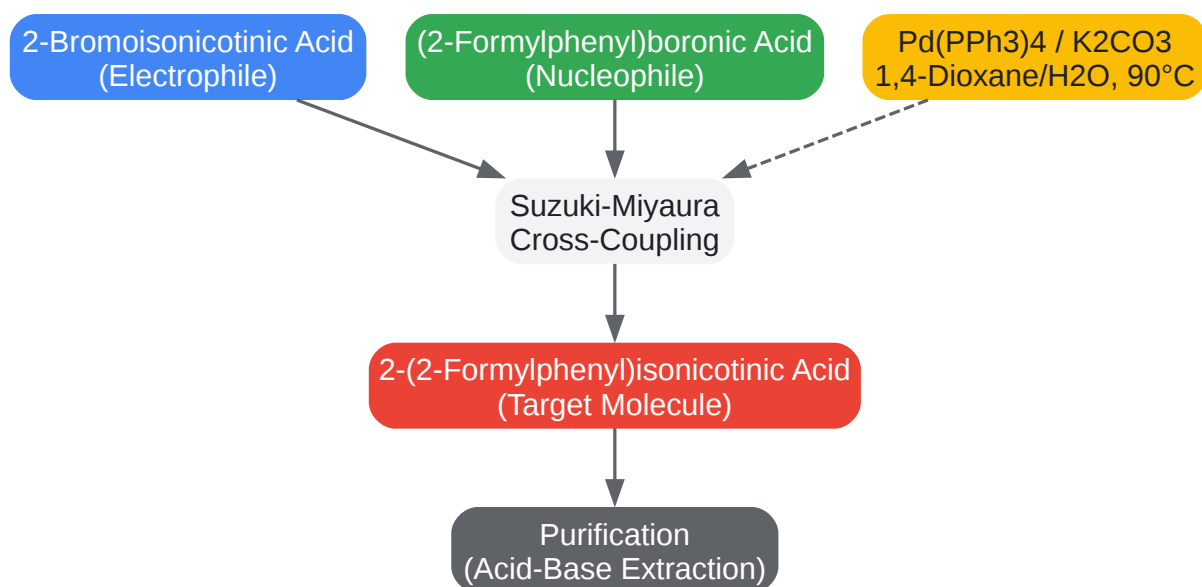 2-Bromoisonicotinic Acid
(Electrophile)
(2-Formylphenyl)boronic Acid
(Nucleophile)
Pd(PPh3)4 / K2CO3
1,4-Dioxane/H2O, 90°C
Suzuki-Miyaura
Cross-Coupling
2-(2-Formylphenyl)isonicotinic Acid
(Target Molecule)
Purification
(Acid-Base Extraction)